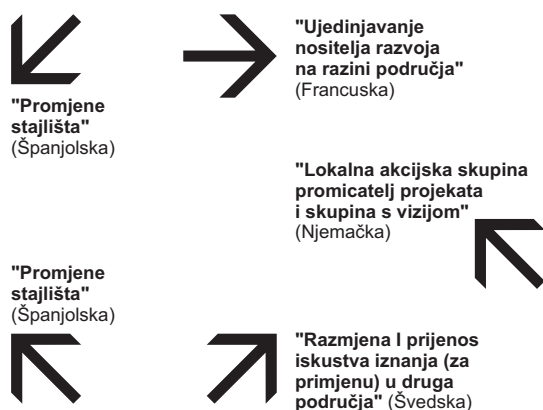 "Ujedinjavanje
nositelja razvoja
na razini područja"
(Francuska)
"Promjene
stajlišta"
(Španjolska)
"Lokalna akcijska skupina
promicatelj projekata
i skupina s vizijom"
(Njemačka)
"Promjene
stajlišta"
(Španjolska)
"Razmjena I prijenos
iskustva iznanja (za
primjenu) u druga
područja" (Švedska)